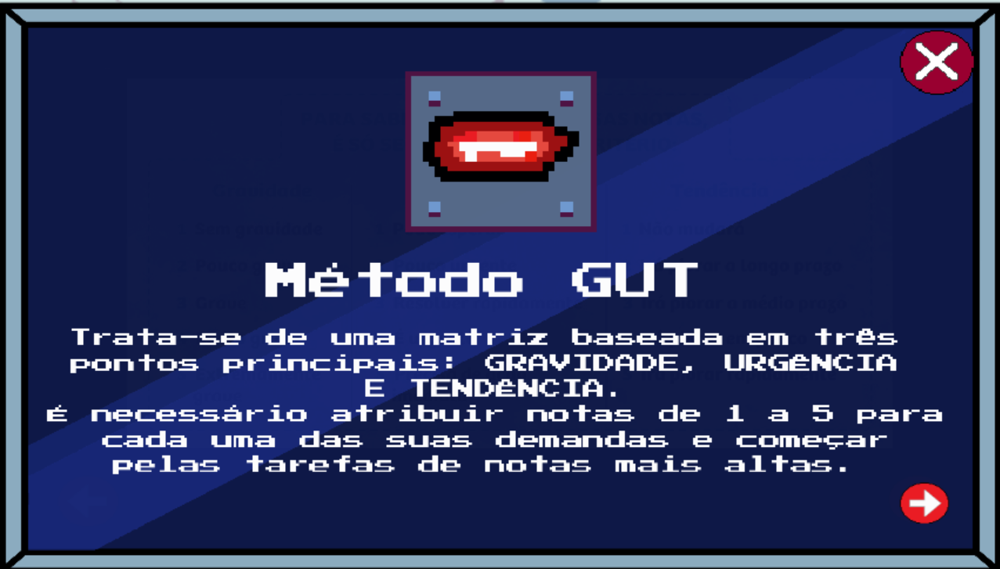 Método GUT
Trata-se de uma matriz baseada em três
pontos principais: GRAVIDADE, URGêNCIA
E TENDêNCIA.
é necessário atribuir notas de 1 a 5 para
cada uma das suas demandas e começar
pelas tarefas de notas mais altas.